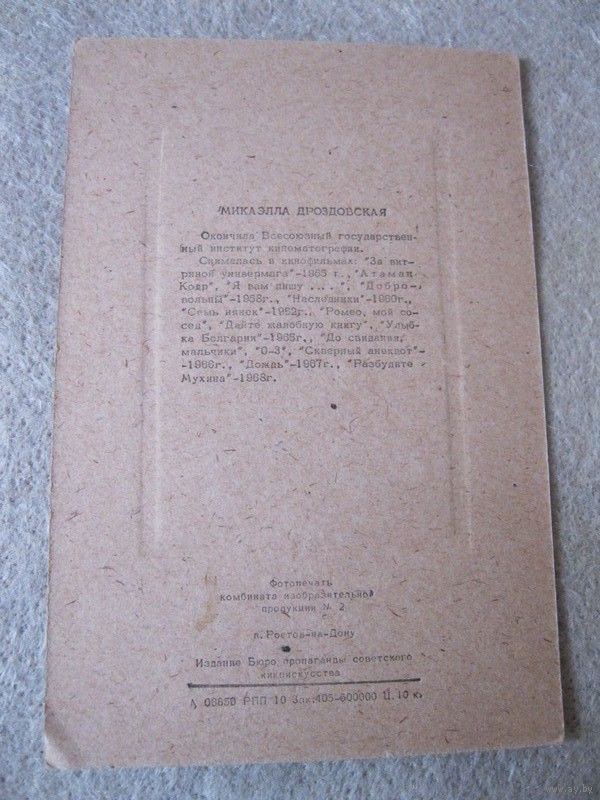 МИКАЭЛЛА ДРОЗДОВСКАЯ
Окончила Всесоюзный государствен-
ный институт кинематографии.
Снималась в кинофильмах: "За вит-
риной универмага"-1955 г., "Атаман
Кодр", "Я вам пишу . . . .", "Добро-
вольцы"-1958г., "Наследники"-1960г.,
"Семь нянек"-1962г., "Ромео, мой со-
сед", "Дайте жалобную книгу", "Улыб-
ка Болгарии"-1965г., "До свидания,
мальчики", "О-3", "Скверный анекдот"-
-1966г., "Дождь"-1967г., "Разбудите
Мухина"-1968г.
Фотопечать
комбината изобразительной
продукции № 2
г. Ростов-на-Дону
Издание Бюро пропаганды советского
киноискусства
А 08650 РПП 10 Зак.405-600000 Ц.10 к.
www.ay.by